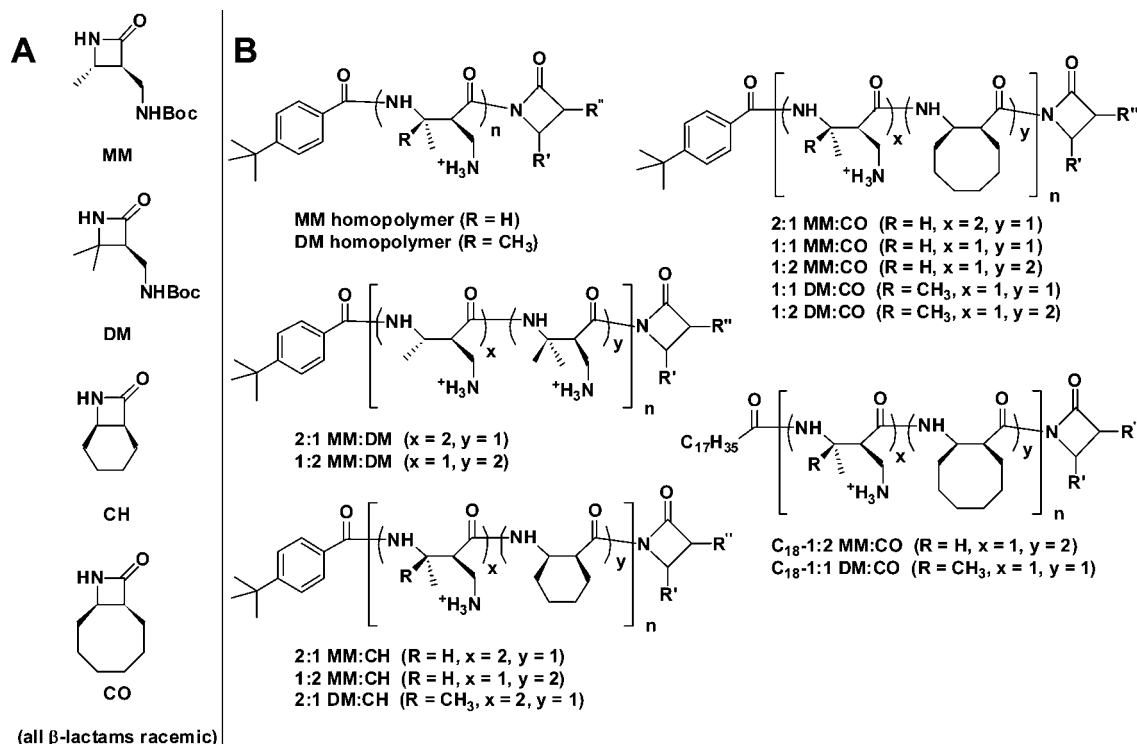 A
HN
O
NHBoc
MM
HN
O
NHBoc
DM
HN
O
CH
HN
O
CO
(all β-lactams racemic)
B
O
NH
O
n
N
O
R''
R'
R
+H3N
MM homopolymer (R = H)
DM homopolymer (R = CH3)
O
NH
O
x
NH
O
y
N
O
R''
R'
+H3N
+H3N
n
2:1 MM:DM (x = 2, y = 1)
1:2 MM:DM (x = 1, y = 2)
O
NH
O
x
NH
O
y
N
O
R''
R'
R
+H3N
n
2:1 MM:CH (R = H, x = 2, y = 1)
1:2 MM:CH (R = H, x = 1, y = 2)
2:1 DM:CH (R = CH3, x = 2, y = 1)
O
NH
O
x
NH
O
y
N
O
R''
R'
R
+H3N
n
2:1 MM:CO (R = H, x = 2, y = 1)
1:1 MM:CO (R = H, x = 1, y = 1)
1:2 MM:CO (R = H, x = 1, y = 2)
1:1 DM:CO (R = CH3, x = 1, y = 1)
1:2 DM:CO (R = CH3, x = 1, y = 2)
O
C17H35
NH
O
x
NH
O
y
N
O
R'
R'
R
+H3N
n
C18-1:2 MM:CO (R = H, x = 1, y = 2)
C18-1:1 DM:CO (R = CH3, x = 1, y = 1)